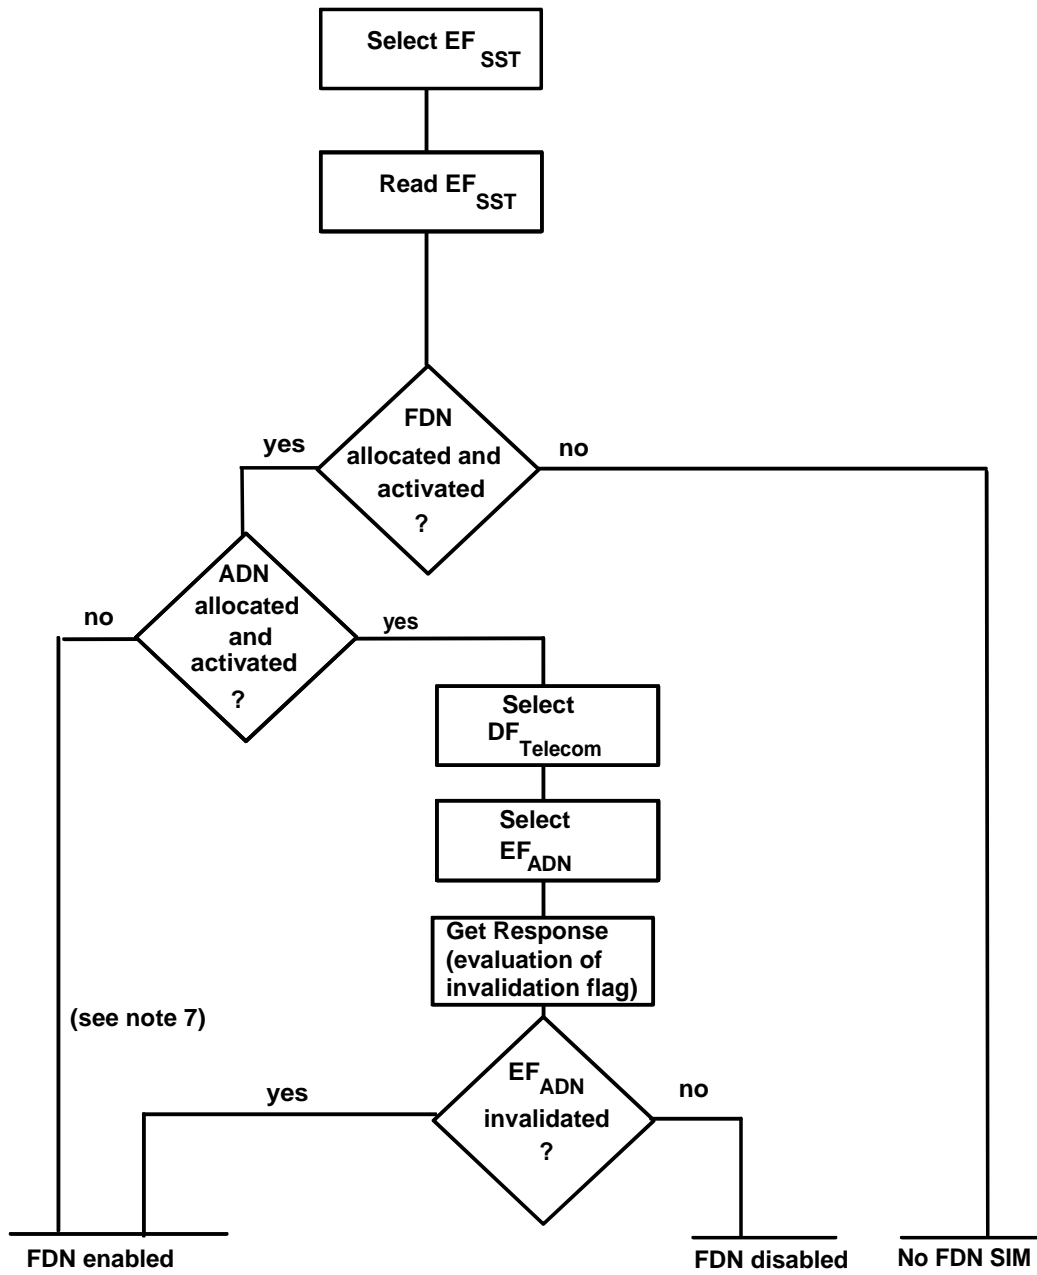 Select EF SST
Read EF SST
FDN
allocated and
activated
?
yes
no
ADN
allocated
and
activated
?
no
yes
Select
DF Telecom
Select
EF ADN
Get Response
(evaluation of
invalidation flag)
(see note 7)
EF ADN
invalidated
?
yes
no
FDN enabled
FDN disabled
No FDN SIM